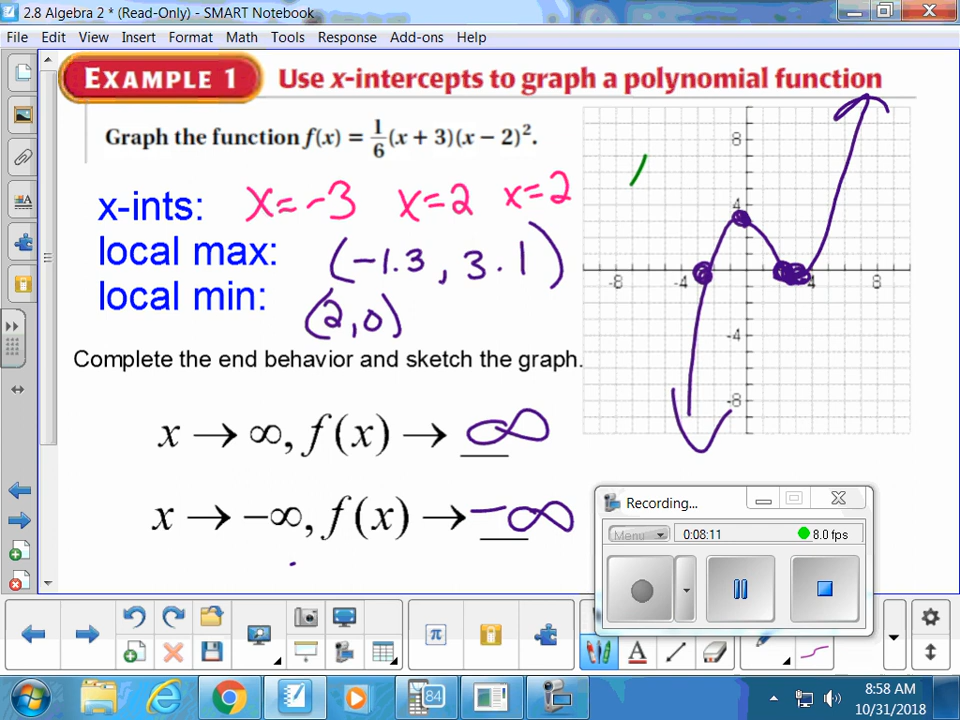 2.8 Algebra 2 * (Read-Only) - SMART Notebook
File Edit View Insert Format Math Tools Response Add-ons Help
EXAMPLE 1 Use x-intercepts to graph a polynomial function
Graph the function f(x) = 1/6(x + 3)(x − 2)².
x-ints: x=-3 x=2 x=2
local max: (-1.3, 3.1)
local min: (2,0)
8
4
-8 -4 8
-4
-8
Complete the end behavior and sketch the graph.
x → ∞, f(x) → ∞
x → −∞, f(x) → -∞
Recording...
Menu 0:08:11 8.0 fps
π
A
84
8:58 AM
10/31/2018